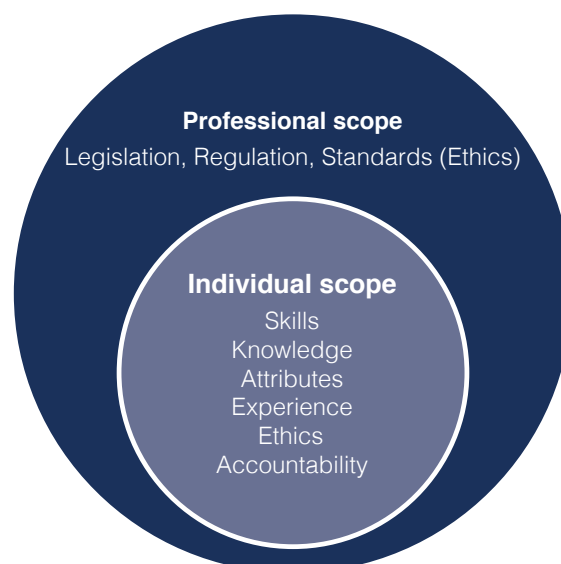 Professional scope
Legislation, Regulation, Standards (Ethics)
Individual scope
Skills
Knowledge
Attributes
Experience
Ethics
Accountability